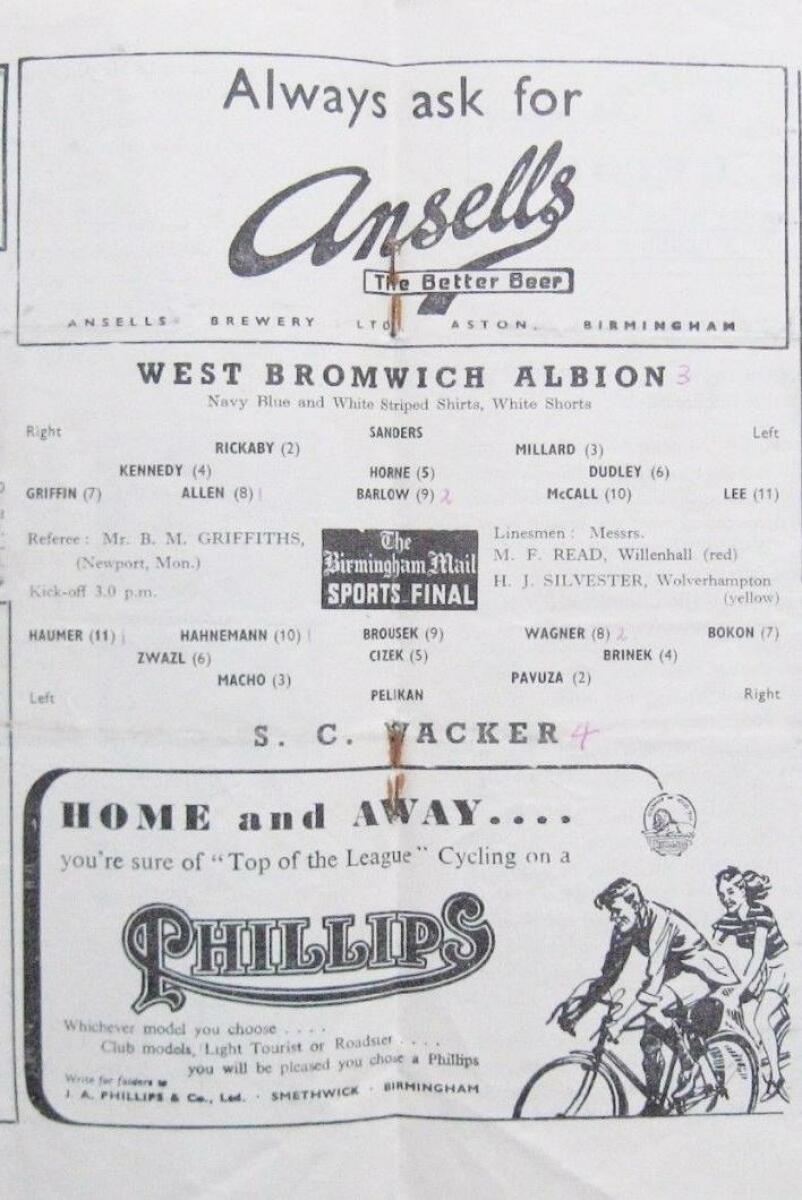 Always ask for
Ansells
The Better Beer
ANSELLS BREWERY LTD. ASTON, BIRMINGHAM
WEST BROMWICH ALBION 3
Navy Blue and White Striped Shirts, White Shorts
Right SANDERS Left
RICKABY (2) MILLARD (3)
KENNEDY (4) HORNE (5) DUDLEY (6)
GRIFFIN (7) ALLEN (8) 1 BARLOW (9) 2 McCALL (10) LEE (11)
Referee : Mr. B. M. GRIFFITHS,
(Newport, Mon.)
Kick-off 3.0 p.m.
The
Birmingham Mail
SPORTS FINAL
Linesmen : Messrs.
M. F. READ, Willenhall (red)
H. J. SILVESTER, Wolverhampton
(yellow)
HAUMER (11) 1 HAHNEMANN (10) 1 BROUSEK (9) WAGNER (8) 2 BOKON (7)
ZWAZL (6) CIZEK (5) BRINEK (4)
MACHO (3) PAVUZA (2)
Left PELIKAN Right
S. C. WACKER 4
HOME and AWAY....
you're sure of "Top of the League" Cycling on a
PHILLIPS
Whichever model you choose . . . .
Club models, Light Tourist or Roadster . . . .
you will be pleased you chose a Phillips
Write for folders to
J. A. PHILLIPS & Co., Ltd. · SMETHWICK · BIRMINGHAM